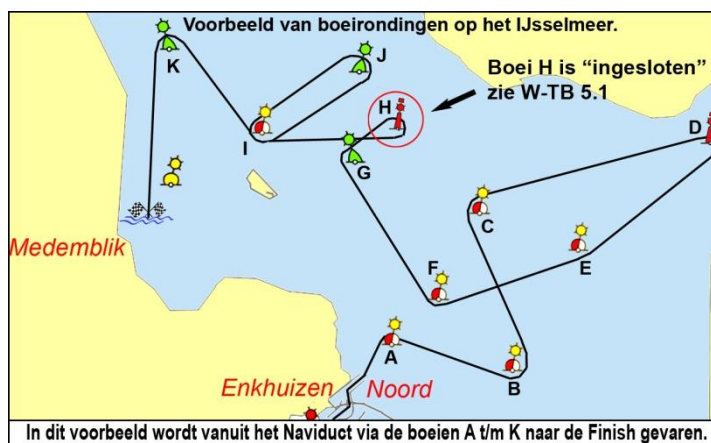 Voorbeeld van boeirondingen op het IJsselmeer.
K
J
Boei H is “ingesloten”
zie W-TB 5.1
H
D
I
G
C
Medemblik
E
F
A
B
Enkhuizen Noord
In dit voorbeeld wordt vanuit het Naviduct via de boeien A t/m K naar de Finish gevaren.